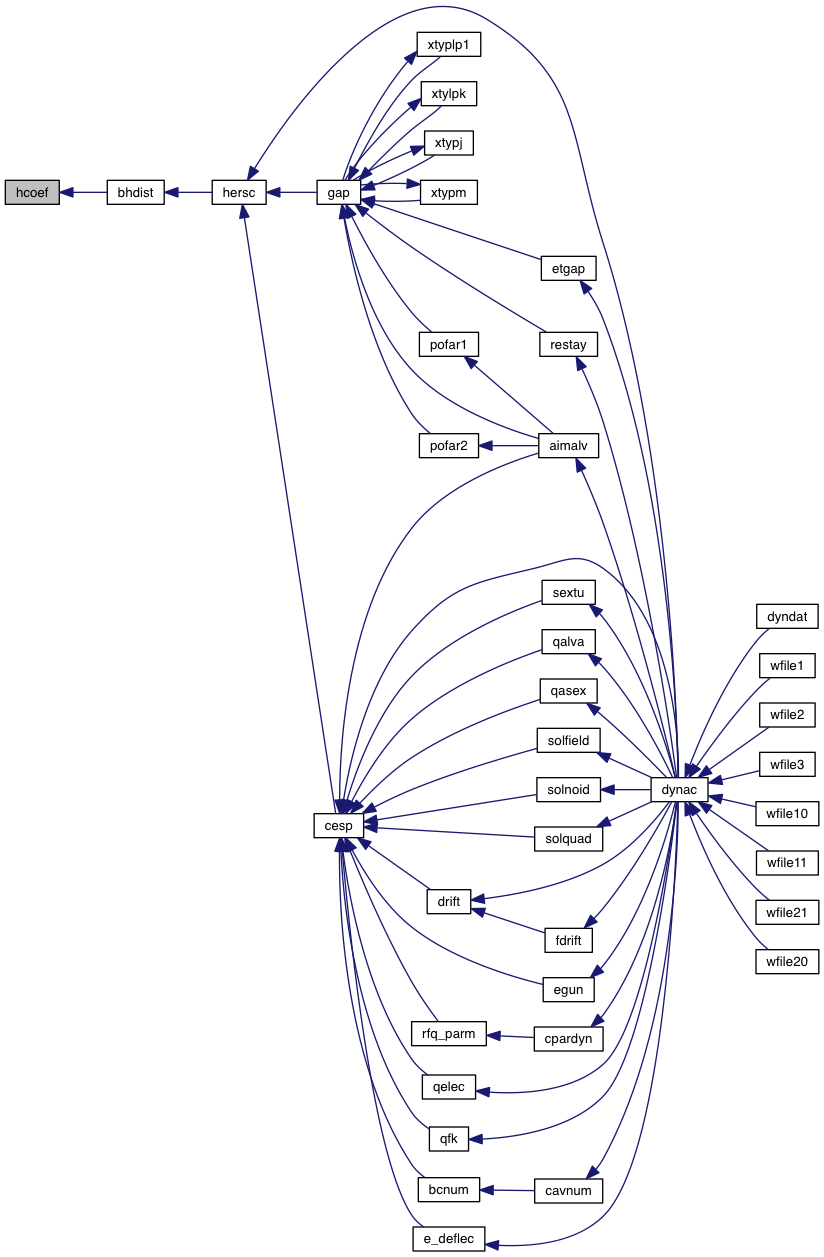 xtyplp1
xtylpk
xtypj
hcoef
bhdist
hersc
gap
xtypm
etgap
pofar1
restay
pofar2
aimalv
sextu
dyndat
qalva
wfile1
qasex
wfile2
solfield
wfile3
solnoid
dynac
wfile10
cesp
solquad
wfile11
drift
wfile21
fdrift
wfile20
egun
rfq_parm
cpardyn
qelec
qfk
bcnum
cavnum
e_deflec